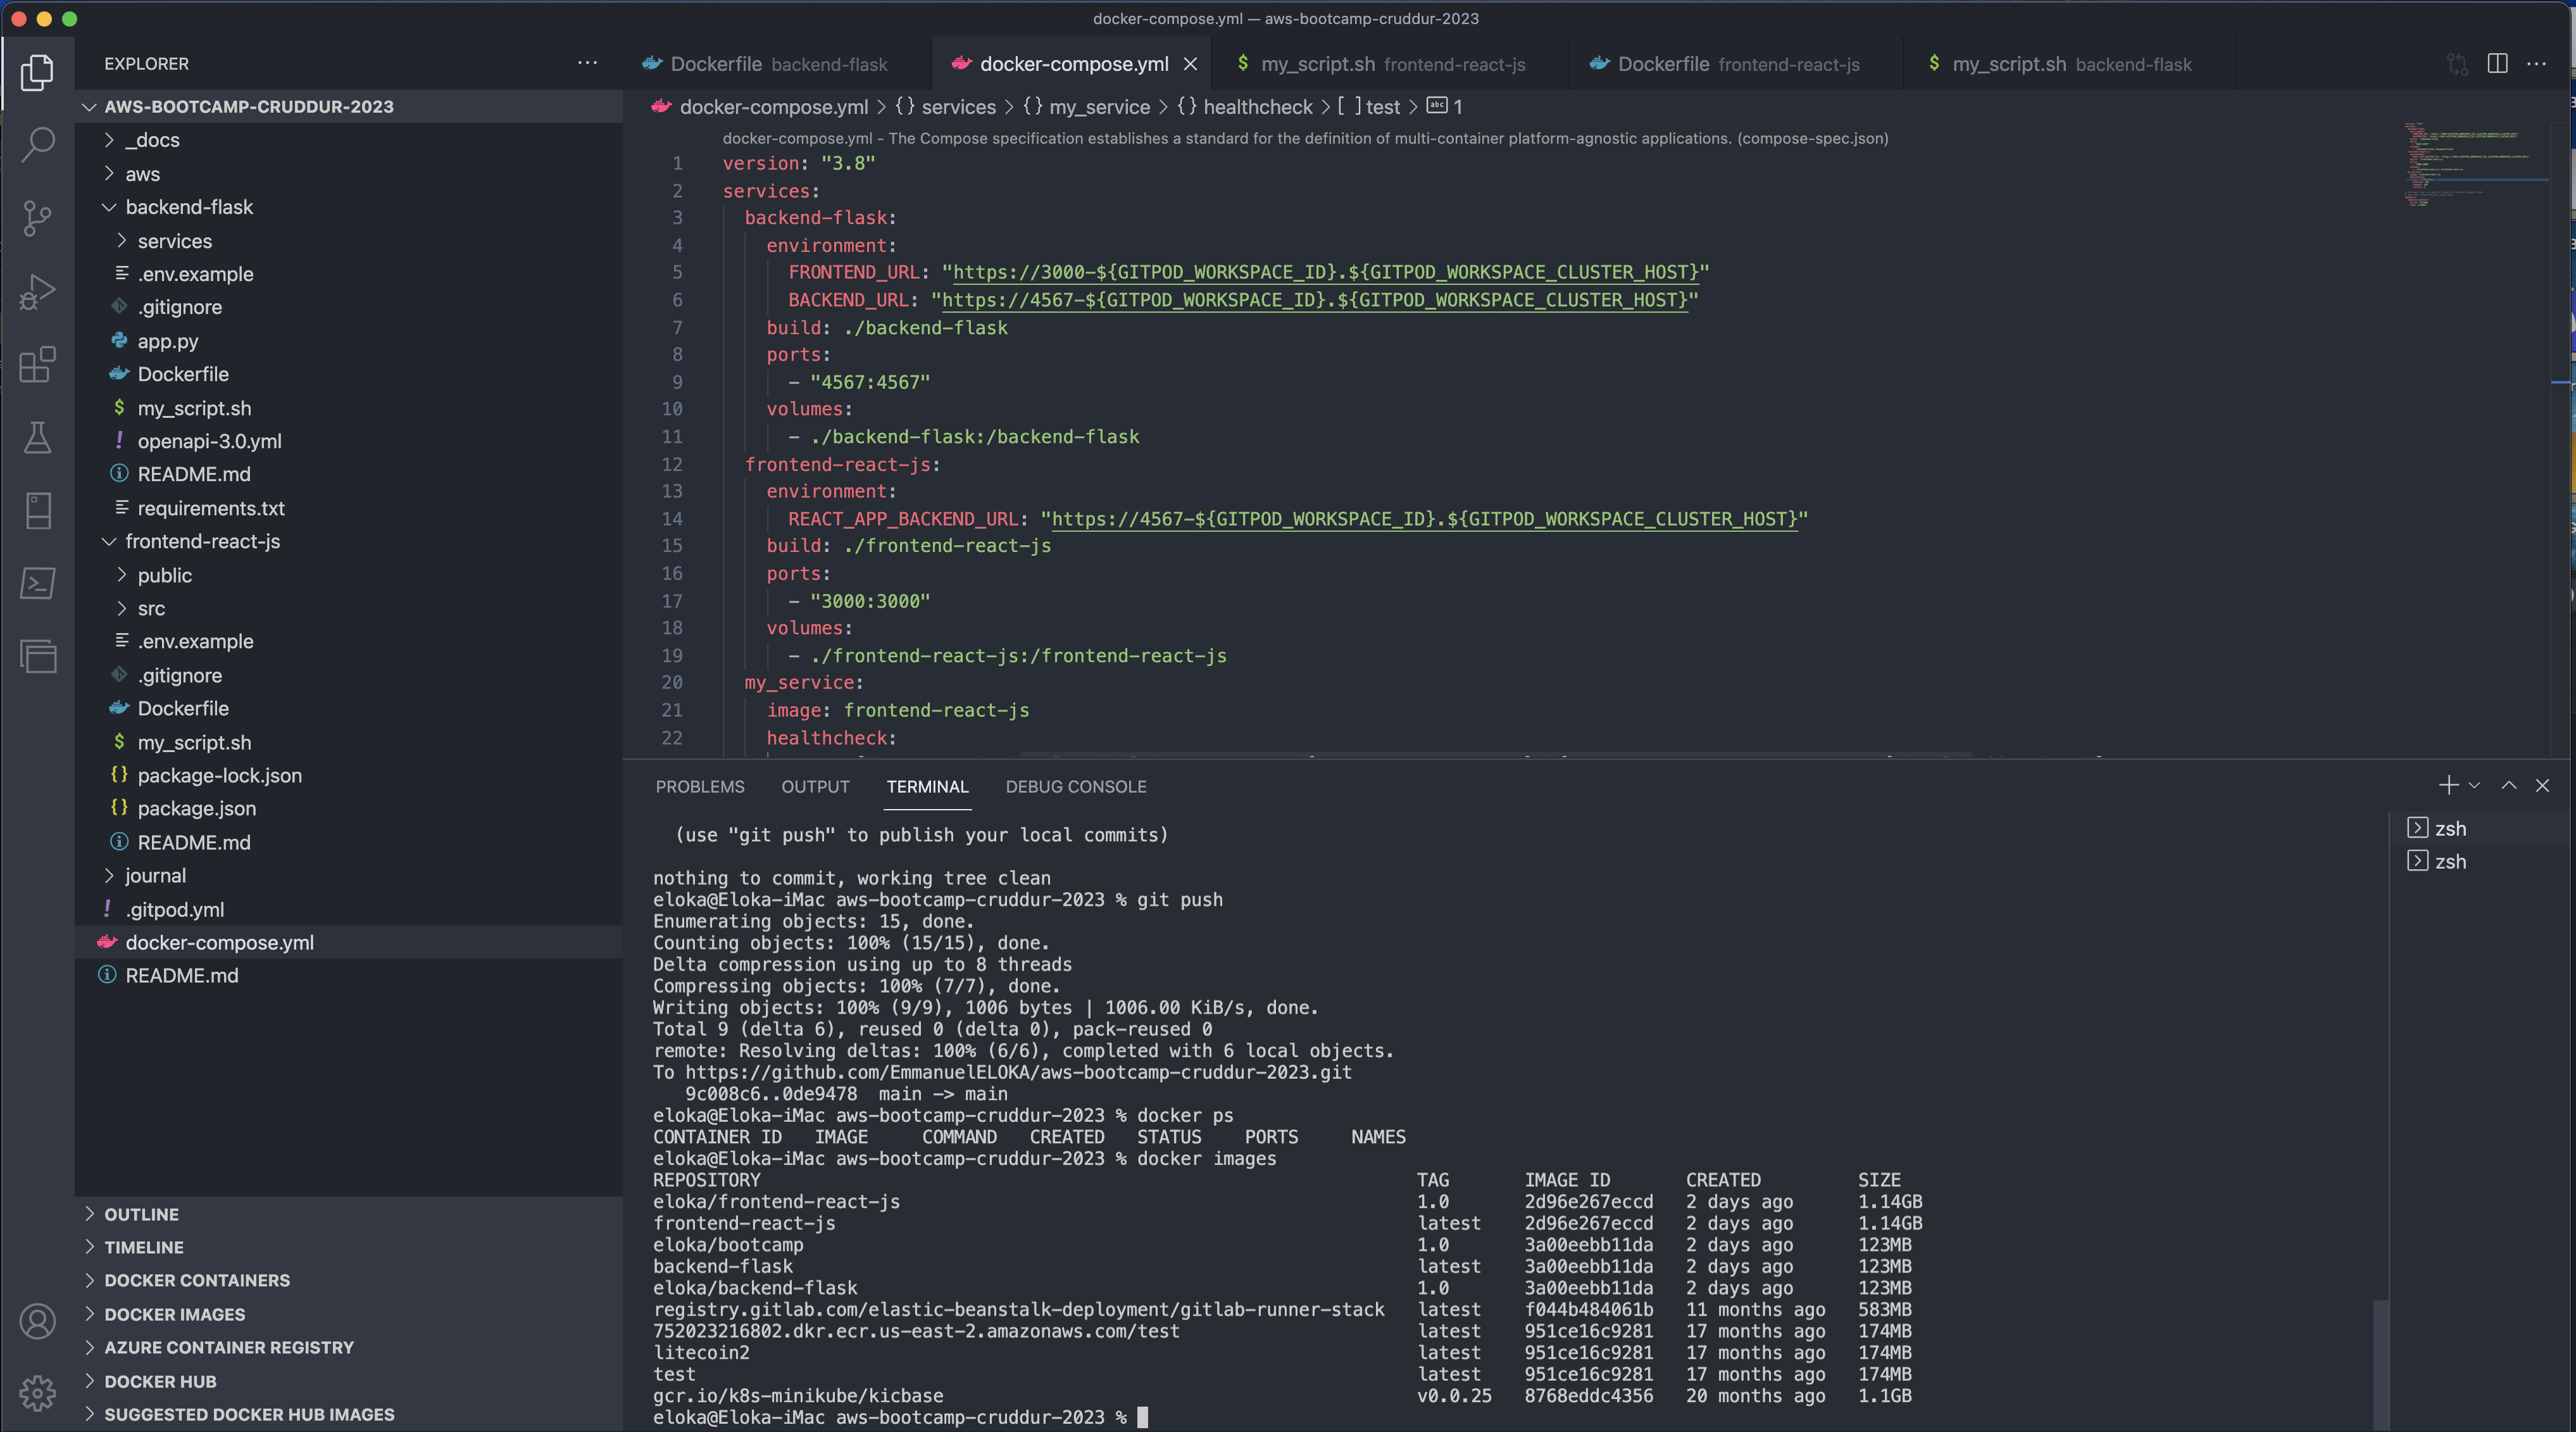 docker-compose.yml — aws-bootcamp-cruddur-2023
EXPLORER
AWS-BOOTCAMP-CRUDDUR-2023
_docs
aws
backend-flask
services
.env.example
.gitignore
app.py
Dockerfile
my_script.sh
openapi-3.0.yml
README.md
requirements.txt
frontend-react-js
public
src
.env.example
.gitignore
Dockerfile
my_script.sh
package-lock.json
package.json
README.md
journal
.gitpod.yml
docker-compose.yml
README.md
OUTLINE
TIMELINE
DOCKER CONTAINERS
DOCKER IMAGES
AZURE CONTAINER REGISTRY
DOCKER HUB
SUGGESTED DOCKER HUB IMAGES
Dockerfile backend-flask docker-compose.yml my_script.sh frontend-react-js Dockerfile frontend-react-js my_script.sh backend-flask
docker-compose.yml > {} services > {} my_service > {} healthcheck > [ ] test > abc 1
docker-compose.yml - The Compose specification establishes a standard for the definition of multi-container platform-agnostic applications. (compose-spec.json)
1 version: "3.8"
2 services:
3 backend-flask:
4 environment:
5 FRONTEND_URL: "https://3000-${GITPOD_WORKSPACE_ID}.${GITPOD_WORKSPACE_CLUSTER_HOST}"
6 BACKEND_URL: "https://4567-${GITPOD_WORKSPACE_ID}.${GITPOD_WORKSPACE_CLUSTER_HOST}"
7 build: ./backend-flask
8 ports:
9 - "4567:4567"
10 volumes:
11 - ./backend-flask:/backend-flask
12 frontend-react-js:
13 environment:
14 REACT_APP_BACKEND_URL: "https://4567-${GITPOD_WORKSPACE_ID}.${GITPOD_WORKSPACE_CLUSTER_HOST}"
15 build: ./frontend-react-js
16 ports:
17 - "3000:3000"
18 volumes:
19 - ./frontend-react-js:/frontend-react-js
20 my_service:
21 image: frontend-react-js
22 healthcheck:
PROBLEMS OUTPUT TERMINAL DEBUG CONSOLE
(use "git push" to publish your local commits)
nothing to commit, working tree clean
eloka@Eloka-iMac aws-bootcamp-cruddur-2023 % git push
Enumerating objects: 15, done.
Counting objects: 100% (15/15), done.
Delta compression using up to 8 threads
Compressing objects: 100% (7/7), done.
Writing objects: 100% (9/9), 1006 bytes | 1006.00 KiB/s, done.
Total 9 (delta 6), reused 0 (delta 0), pack-reused 0
remote: Resolving deltas: 100% (6/6), completed with 6 local objects.
To https://github.com/EmmanuelELOKA/aws-bootcamp-cruddur-2023.git
9c008c6..0de9478 main -> main
eloka@Eloka-iMac aws-bootcamp-cruddur-2023 % docker ps
CONTAINER ID IMAGE COMMAND CREATED STATUS PORTS NAMES
eloka@Eloka-iMac aws-bootcamp-cruddur-2023 % docker images
REPOSITORY TAG IMAGE ID CREATED SIZE
eloka/frontend-react-js 1.0 2d96e267eccd 2 days ago 1.14GB
frontend-react-js latest 2d96e267eccd 2 days ago 1.14GB
eloka/bootcamp 1.0 3a00eebb11da 2 days ago 123MB
backend-flask latest 3a00eebb11da 2 days ago 123MB
eloka/backend-flask 1.0 3a00eebb11da 2 days ago 123MB
registry.gitlab.com/elastic-beanstalk-deployment/gitlab-runner-stack latest f044b484061b 11 months ago 583MB
752023216802.dkr.ecr.us-east-2.amazonaws.com/test latest 951ce16c9281 17 months ago 174MB
litecoin2 latest 951ce16c9281 17 months ago 174MB
test latest 951ce16c9281 17 months ago 174MB
gcr.io/k8s-minikube/kicbase v0.0.25 8768eddc4356 20 months ago 1.1GB
eloka@Eloka-iMac aws-bootcamp-cruddur-2023 %
zsh
zsh